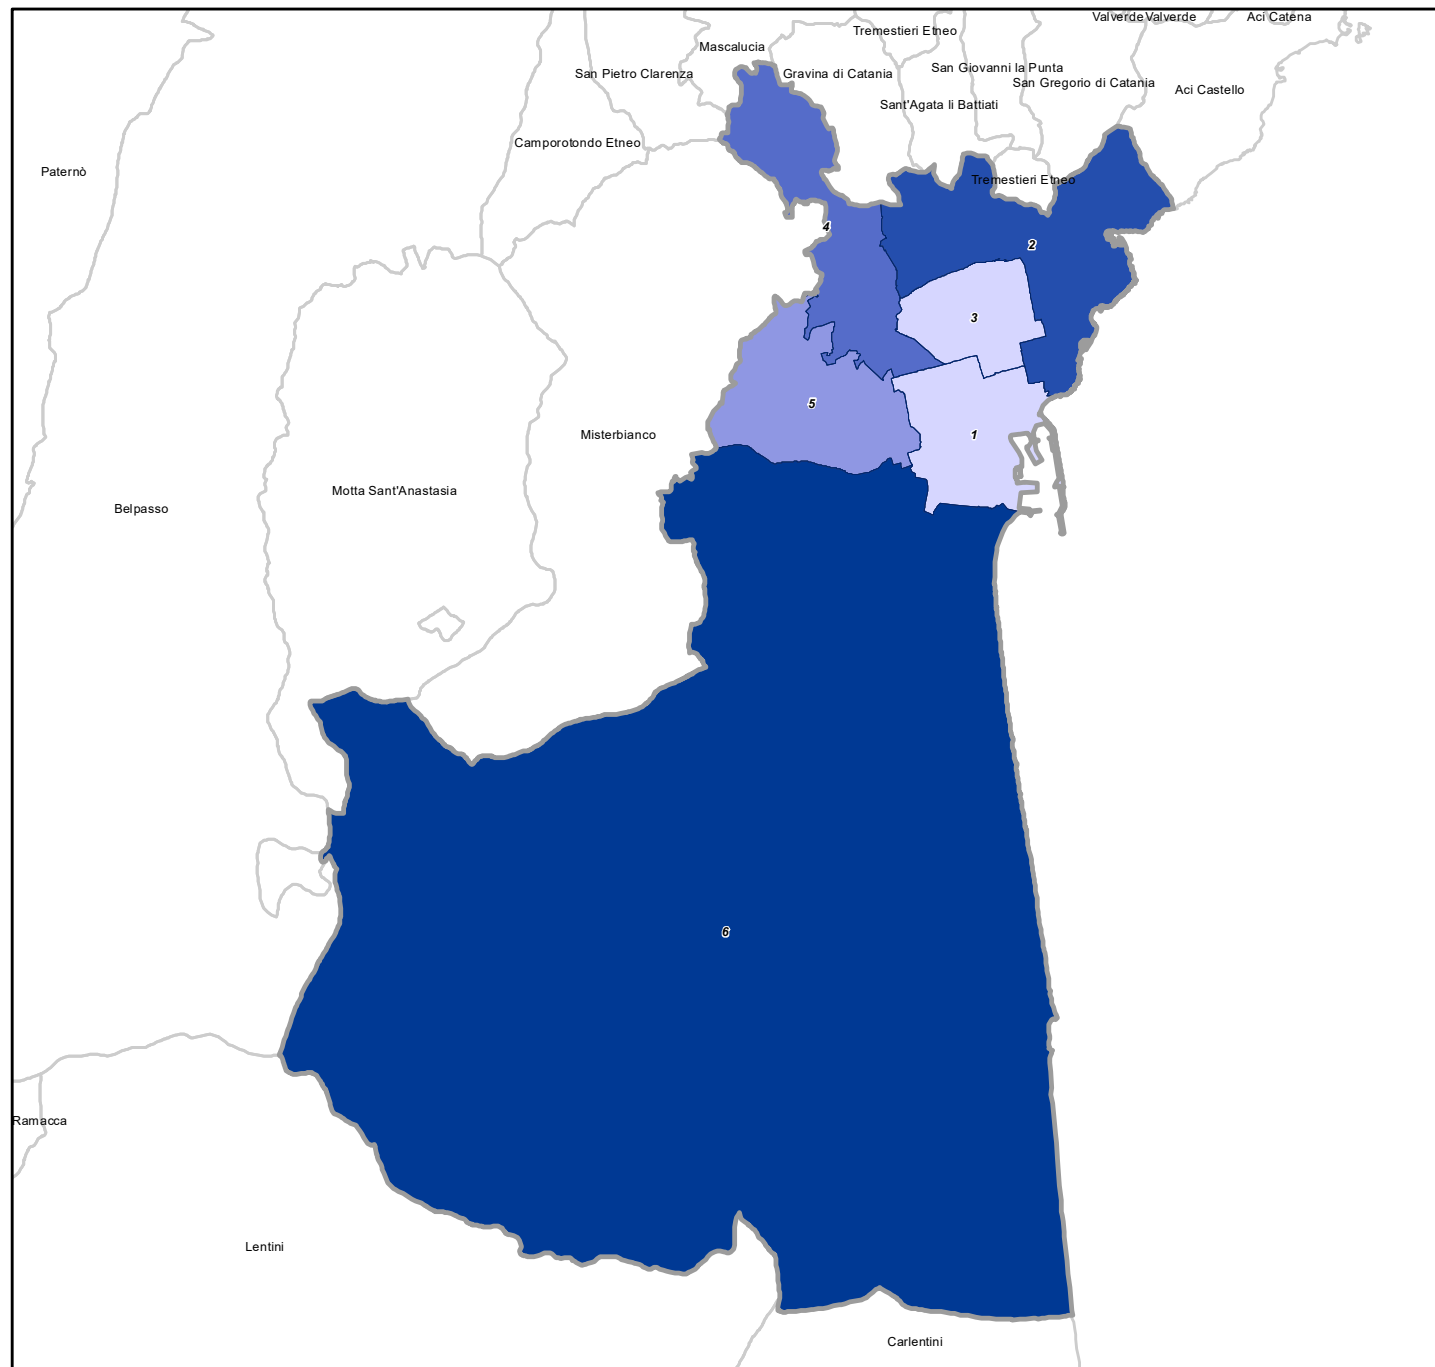 Valverde Valverde
Aci Catena
Tremestieri Etneo
Mascalucia
San Pietro Clarenza
Gravina di Catania
San Giovanni la Punta
San Gregorio di Catania
Aci Castello
Sant'Agata li Battiati
Camporotondo Etneo
Paternò
Tremestieri Etneo
4
2
3
5
1
Misterbianco
Motta Sant'Anastasia
Belpasso
6
Ramacca
Lentini
Carlentini